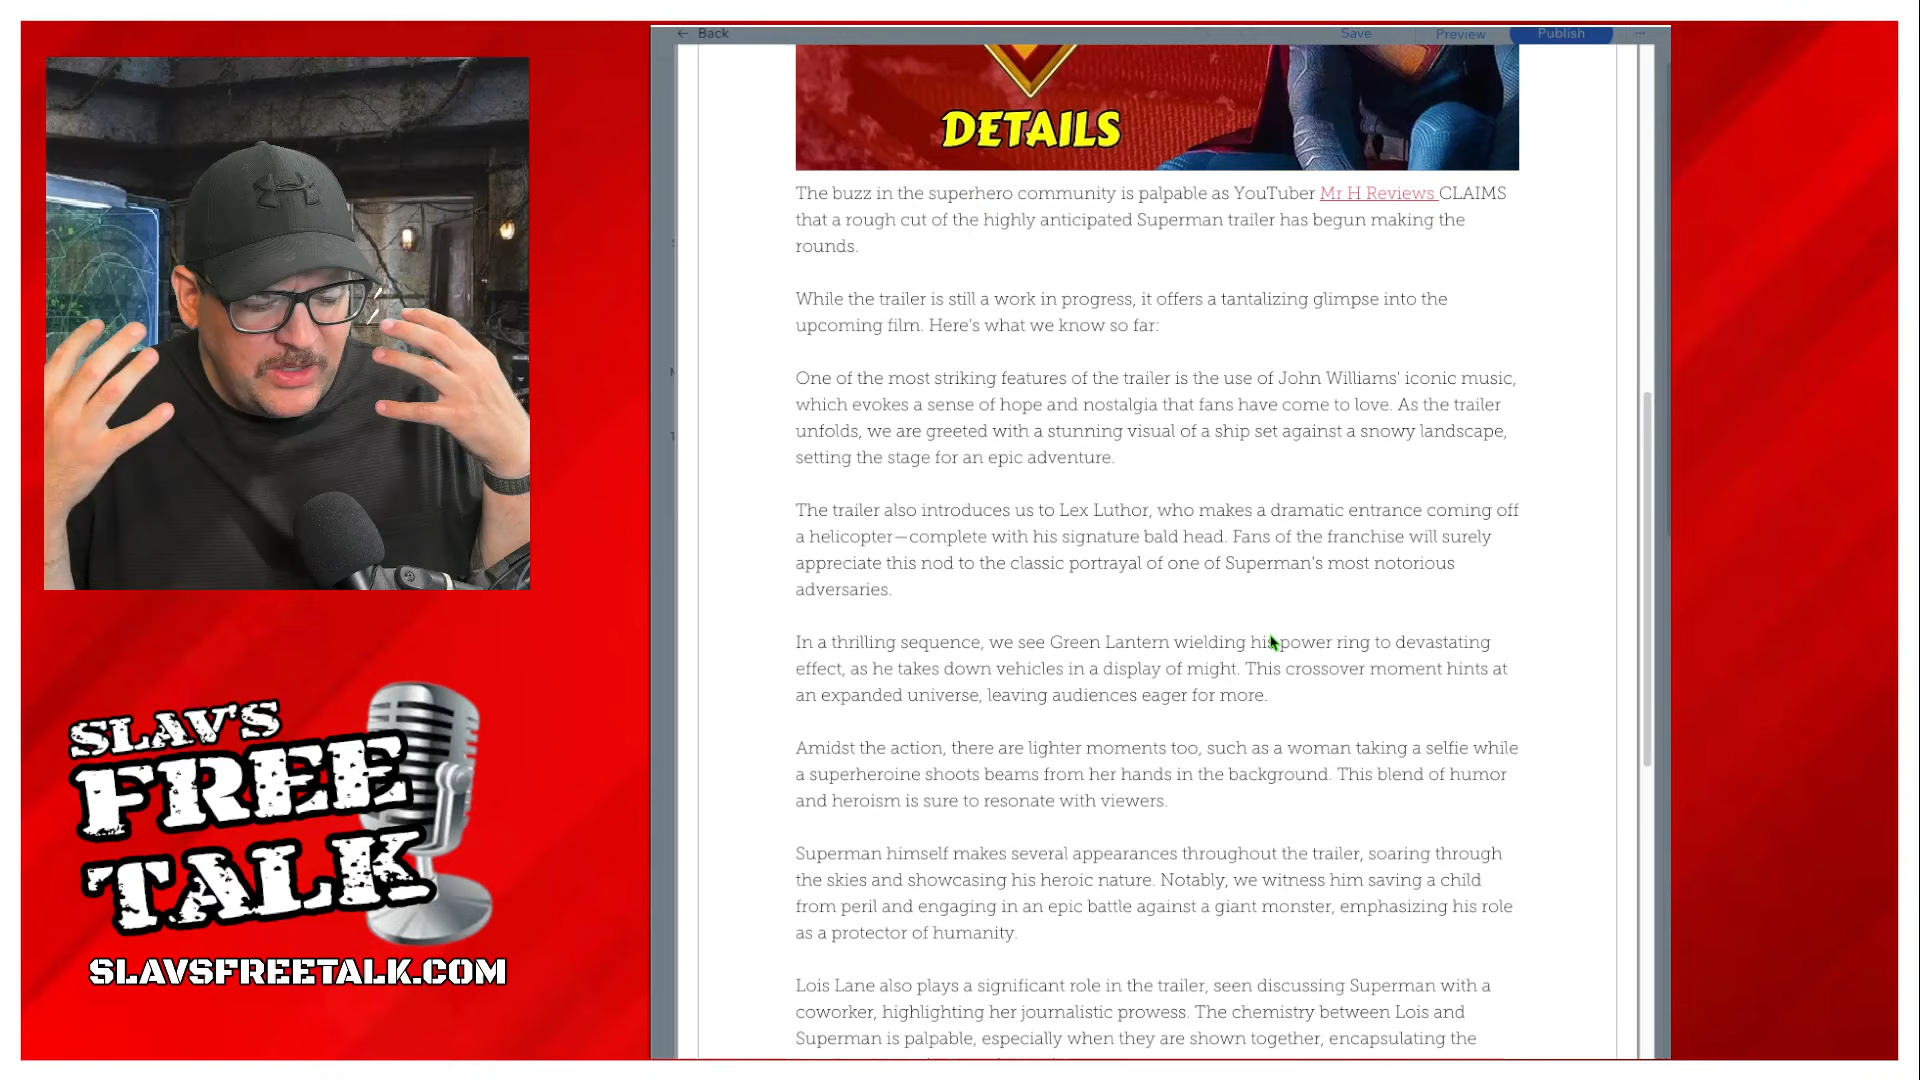 Back
Save
Preview
Publish
DETAILS
The buzz in the superhero community is palpable as YouTuber Mr H Reviews CLAIMS
that a rough cut of the highly anticipated Superman trailer has begun making the
rounds.
While the trailer is still a work in progress, it offers a tantalizing glimpse into the
upcoming film. Here's what we know so far:
One of the most striking features of the trailer is the use of John Williams' iconic music,
which evokes a sense of hope and nostalgia that fans have come to love. As the trailer
unfolds, we are greeted with a stunning visual of a ship set against a snowy landscape,
setting the stage for an epic adventure.
The trailer also introduces us to Lex Luthor, who makes a dramatic entrance coming off
a helicopter—complete with his signature bald head. Fans of the franchise will surely
appreciate this nod to the classic portrayal of one of Superman's most notorious
adversaries.
In a thrilling sequence, we see Green Lantern wielding his power ring to devastating
effect, as he takes down vehicles in a display of might. This crossover moment hints at
an expanded universe, leaving audiences eager for more.
Amidst the action, there are lighter moments too, such as a woman taking a selfie while
a superheroine shoots beams from her hands in the background. This blend of humor
and heroism is sure to resonate with viewers.
Superman himself makes several appearances throughout the trailer, soaring through
the skies and showcasing his heroic nature. Notably, we witness him saving a child
from peril and engaging in an epic battle against a giant monster, emphasizing his role
as a protector of humanity.
Lois Lane also plays a significant role in the trailer, seen discussing Superman with a
coworker, highlighting her journalistic prowess. The chemistry between Lois and
Superman is palpable, especially when they are shown together, encapsulating the
SLAV'S
FREE
TALK
SLAVSFREETALK.COM